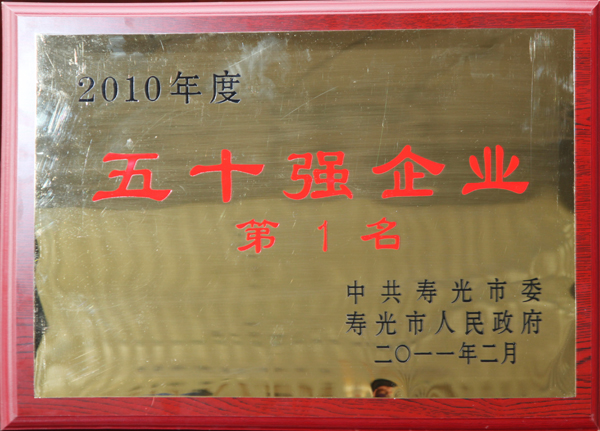 2010年度
五十强企业
第1名
中共寿光市委
寿光市人民政府
二〇一一年二月